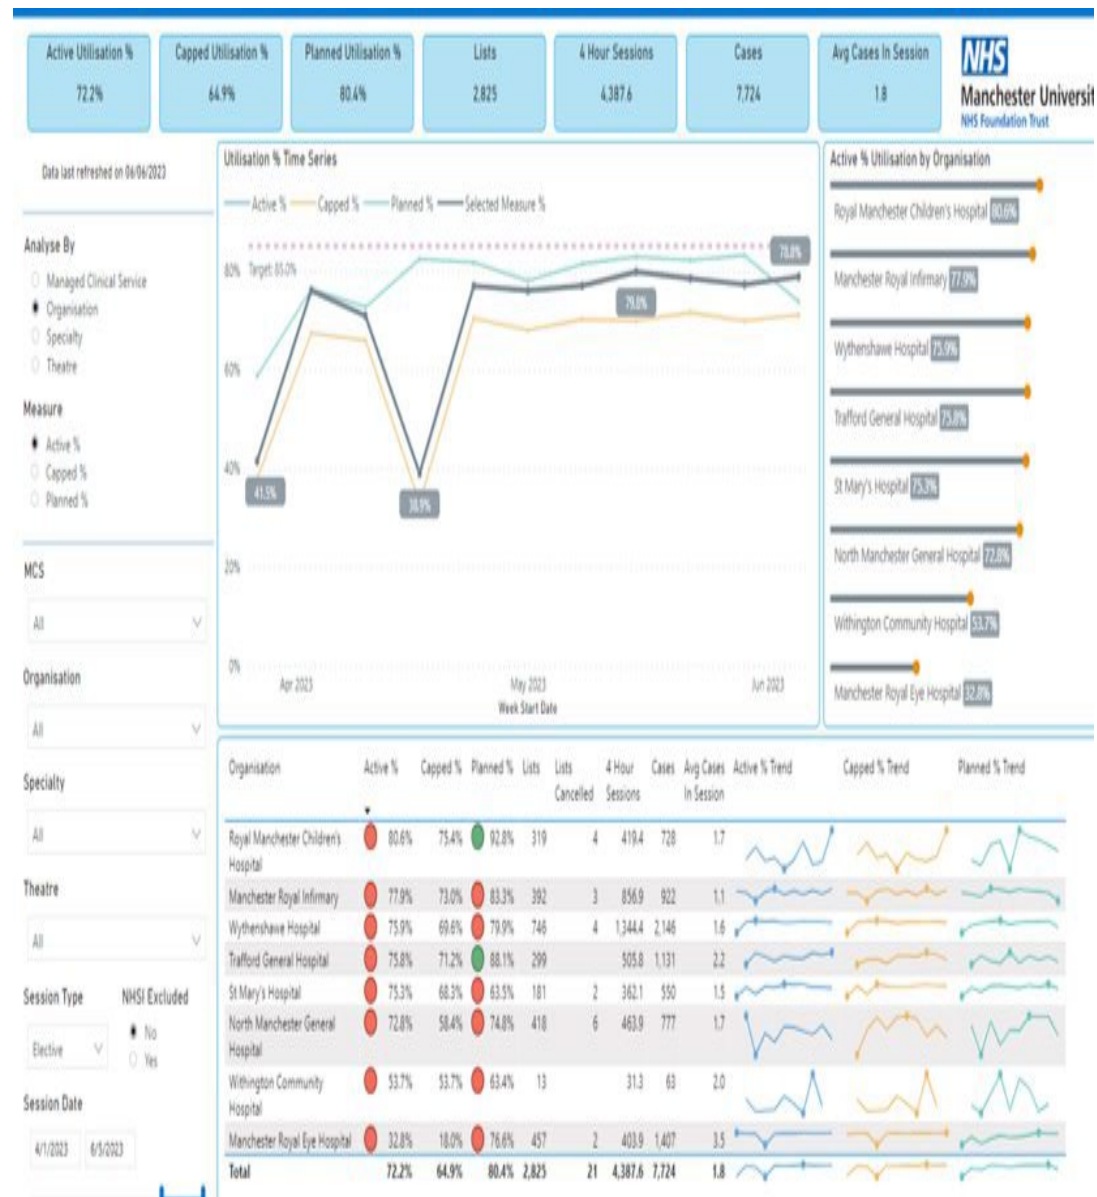 Active Utilisation %
72.2%
Capped Utilisation %
64.9%
Planned Utilisation %
80.4%
Lists
2,825
4 Hour Sessions
4,387.6
Cases
7,724
Avg Cases In Session
1.8
NHS
Manchester Universit
NHS Foundation Trust
Data last refreshed on 06/06/2023
Analyse By
Managed Clinical Service
Organisation
Specialty
Theatre
Measure
Active %
Capped %
Planned %
MCS
All
Organisation
All
Specialty
All
Theatre
All
Session Type
NHSI Excluded
Elective
No
Yes
Session Date
4/1/2023
6/5/2023
Utilisation % Time Series
Active %
Capped %
Planned %
Selected Measure %
80%
Target: 85.0%
60%
40%
20%
0%
78.8%
79.8%
41.5%
38.9%
Apr 2023
May 2023
Jun 2023
Week Start Date
Active % Utilisation by Organisation
Royal Manchester Children's Hospital 80.6%
Manchester Royal Infirmary 77.9%
Wythenshawe Hospital 75.9%
Trafford General Hospital 75.8%
St Mary's Hospital 75.3%
North Manchester General Hospital 72.8%
Withington Community Hospital 53.7%
Manchester Royal Eye Hospital 32.8%
Organisation Active % Capped % Planned % Lists Lists 4 Hour Cases Avg Cases Active % Trend Capped % Trend Planned % Trend
Cancelled Sessions In Session
Royal Manchester Children's 80.6% 75.4% 92.8% 319 4 419.4 728 1.7
Hospital
Manchester Royal Infirmary 77.9% 73.0% 83.3% 392 3 856.9 922 1.1
Wythenshawe Hospital 75.9% 69.6% 79.9% 746 4 1,344.4 2,146 1.6
Trafford General Hospital 75.8% 71.2% 88.1% 299 505.8 1,131 2.2
St Mary's Hospital 75.3% 68.3% 63.5% 181 2 362.1 550 1.5
North Manchester General 72.8% 58.4% 74.8% 418 6 463.9 777 1.7
Hospital
Withington Community 53.7% 53.7% 63.4% 13 31.3 63 2.0
Hospital
Manchester Royal Eye Hospital 32.8% 18.0% 76.6% 457 2 403.9 1,407 3.5
Total 72.2% 64.9% 80.4% 2,825 21 4,387.6 7,724 1.8